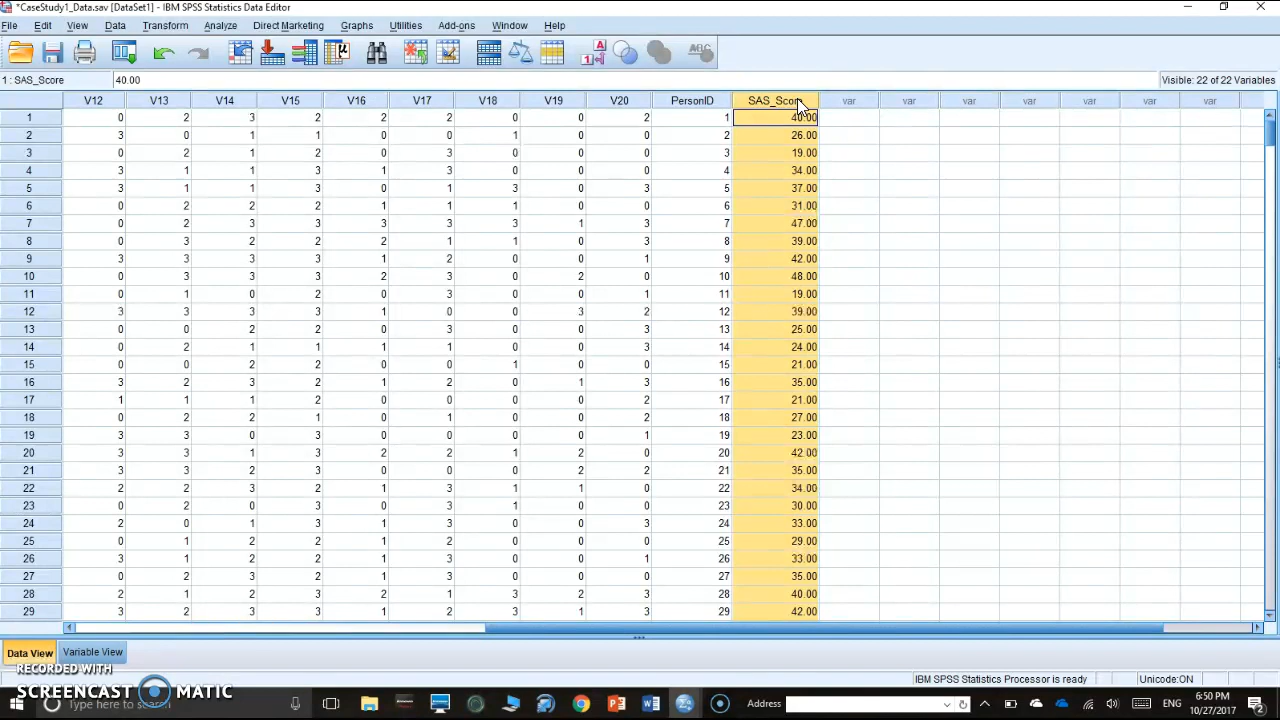 *CaseStudy1_Data.sav [DataSet1] - IBM SPSS Statistics Data Editor
File Edit View Data Transform Analyze Direct Marketing Graphs Utilities Add-ons Window Help
1 : SAS_Score 40.00 Visible: 22 of 22 Variables
V12 V13 V14 V15 V16 V17 V18 V19 V20 PersonID SAS_Score var var var var var var var
1 0 2 3 2 2 2 0 0 2 1 40.00
2 3 0 1 1 0 0 1 0 0 2 26.00
3 0 2 1 2 0 3 0 0 0 3 19.00
4 3 1 1 3 1 3 0 0 0 4 34.00
5 3 1 1 3 0 1 3 0 3 5 37.00
6 0 2 2 2 1 1 1 0 0 6 31.00
7 0 2 3 3 3 3 3 1 3 7 47.00
8 0 3 2 2 2 1 1 0 3 8 39.00
9 3 3 3 3 1 2 0 0 1 9 42.00
10 0 3 3 3 2 3 0 2 0 10 48.00
11 0 1 0 2 0 3 0 0 1 11 19.00
12 3 3 3 3 1 0 0 3 2 12 39.00
13 0 0 2 2 0 3 0 0 3 13 25.00
14 0 2 1 1 1 1 0 0 3 14 24.00
15 0 0 2 2 0 0 1 0 0 15 21.00
16 3 2 3 2 1 2 0 1 3 16 35.00
17 1 1 1 2 0 0 0 0 2 17 21.00
18 0 2 2 1 0 1 0 0 2 18 27.00
19 3 3 0 3 0 0 0 0 1 19 23.00
20 3 3 1 3 2 2 1 2 0 20 42.00
21 3 3 2 3 0 0 0 2 2 21 35.00
22 2 2 3 2 1 3 1 1 0 22 34.00
23 0 2 0 3 0 3 1 0 0 23 30.00
24 2 0 1 3 1 3 0 0 3 24 33.00
25 0 1 2 2 1 2 0 0 0 25 29.00
26 3 1 2 2 1 3 0 0 1 26 33.00
27 0 2 3 2 1 3 0 0 0 27 35.00
28 2 1 2 3 2 1 3 2 3 28 40.00
29 3 2 3 3 1 2 3 1 3 29 42.00
Data View Variable View
RECORDED WITH
SCREENCAST MATIC
IBM SPSS Statistics Processor is ready Unicode:ON
Type here to search
Address
ENG
6:50 PM
10/27/2017